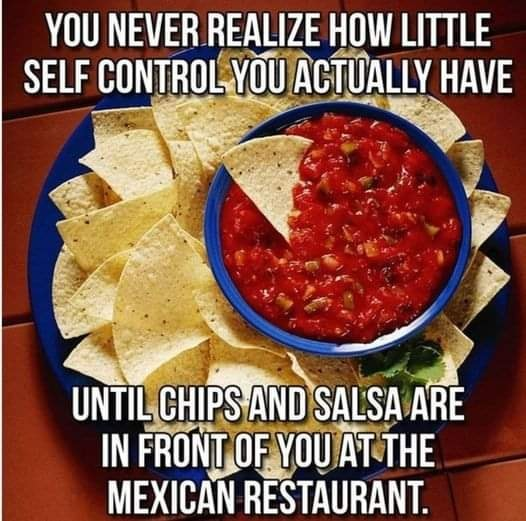 YOU NEVER REALIZE HOW LITTLE
SELF CONTROL YOU ACTUALLY HAVE
UNTIL CHIPS AND SALSA ARE
IN FRONT OF YOU AT THE
MEXICAN RESTAURANT.